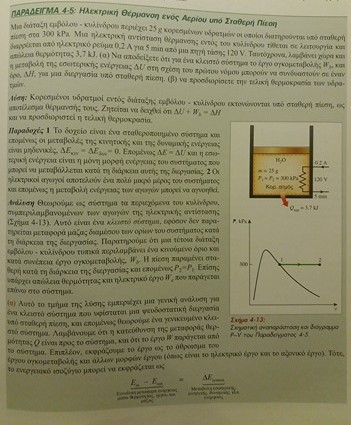 ΠΑΡΑΔΕΙΓΜΑ 4-5: Ηλεκτρική Θέρμανση ενός Αερίου υπό Σταθερή Πίεση
Μια διάταξη εμβόλου - κυλίνδρου περιέχει 25 g κορεσμένων υδρατμών οι οποίοι διατηρούνται υπό σταθερή
πίεση στα 300 kPa. Μια ηλεκτρική αντίσταση θέρμανσης εντός του κυλίνδρου τίθεται σε λειτουργία και
διαρρέεται από ηλεκτρικό ρεύμα 0,2 A για 5 min από μια πηγή τάσης 120 V. Ταυτόχρονα, λαμβάνει χώρα και
απώλεια θερμότητας 3,7 kJ. (α) Να αποδείξετε ότι για ένα κλειστό σύστημα το έργο ογκομεταβολής W_b, και
η μεταβολή της εσωτερικής ενέργειας ΔU στη σχέση του πρώτου νόμου μπορούν να συνδυαστούν σε έναν
όρο, ΔH, για μια διεργασία υπό σταθερή πίεση. (β) να προσδιορίσετε την τελική θερμοκρασία των υδρα-
τμών.
Λύση: Κορεσμένοι υδρατμοί εντός διάταξης εμβόλου - κυλίνδρου εκτονώνονται υπό σταθερή πίεση, ως
αποτέλεσμα θέρμανσής τους. Ζητείται να δειχθεί ότι ΔU + W_b = ΔH
και να προσδιοριστεί η τελική θερμοκρασία.
Παραδοχές 1 Το δοχείο είναι ένα σταθεροποιημένο σύστημα και
επομένως οι μεταβολές της κινητικής και της δυναμικής ενέργειας
είναι μηδενικές, ΔE_κιν = ΔE_δυν = 0. Επομένως ΔE = ΔU και η εσω-
τερική ενέργεια είναι η μόνη μορφή ενέργειας του συστήματος που
μπορεί να μεταβάλλεται κατά τη διάρκεια αυτής της διεργασίας. 2 Οι
ηλεκτρικοί αγωγοί αποτελούν ένα πολύ μικρό μέρος του συστήματος
και επομένως η μεταβολή ενέργειας των αγωγών μπορεί να αγνοηθεί.
Ανάλυση Θεωρούμε ως σύστημα τα περιεχόμενα του κυλίνδρου,
συμπεριλαμβανομένων των αγωγών της ηλεκτρικής αντίστασης
(Σχήμα 4-13). Αυτό είναι ένα κλειστό σύστημα, εφόσον δεν παρα-
τηρείται μεταφορά μάζας διαμέσου των ορίων του συστήματος κατά
τη διάρκεια της διεργασίας. Παρατηρούμε ότι μια τέτοια διάταξη
εμβόλου - κυλίνδρου τυπικά περιλαμβάνει ένα κινούμενο όριο και
κατά συνέπεια έργο ογκομεταβολής, W_b. Η πίεση παραμένει στα-
θερή κατά τη διάρκεια της διεργασίας και επομένως P₂=P₁. Επίσης
υπάρχει απώλεια θερμότητας και ηλεκτρικό έργο W_e που παράγεται
επάνω στο σύστημα.
(α) Αυτό το τμήμα της λύσης εμπεριέχει μια γενική ανάλυση για
ένα κλειστό σύστημα που υφίσταται μια ψευδοστατική διεργασία
υπό σταθερή πίεση, και επομένως θεωρούμε ένα γενικευμένο κλει-
στό σύστημα. Λαμβάνουμε ότι η κατεύθυνση της μεταφοράς θερ-
μότητας Q είναι προς το σύστημα, και ότι το έργο W παράγεται από
το σύστημα. Επιπλέον, εκφράζουμε το έργο ως το άθροισμα του
έργου ογκομεταβολής και άλλων μορφών έργου (όπως είναι το ηλεκτρικό έργο και το αξονικό έργο). Τότε,
το ενεργειακό ισοζύγιο μπορεί να εκφράζεται ως
H₂O
m = 25 g
P₁ = P₂ = 300 kPa
Κορ. ατμός
0,2 A
120 V
5 min
= 3,7 kJ
P, kPa
300
1
2
Σχήμα 4-13:
Σχηματική αναπαράσταση και διάγραμμα
P-V του Παραδείγματος 4-5.